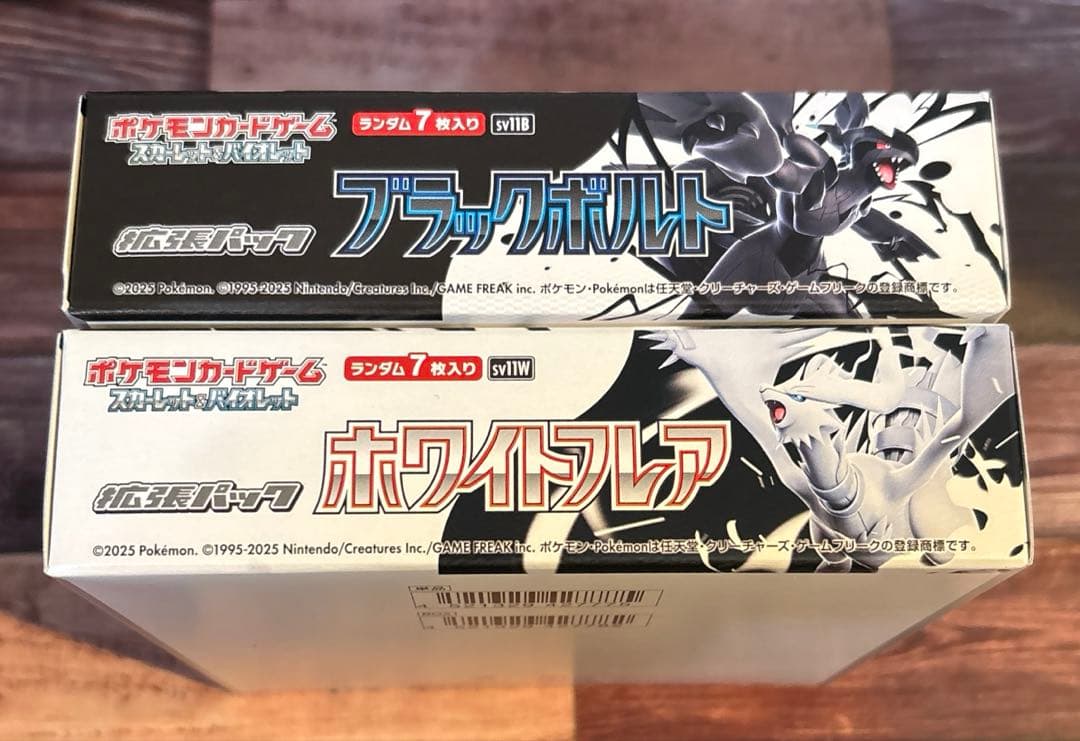 ポケモンカードゲーム
スカーレット&バイオレット
ランダム7枚入り sv11B
拡張パック
ブラックボルト
©2025 Pokémon. ©1995-2025 Nintendo/Creatures Inc./GAME FREAK inc. ポケモン・Pokémonは任天堂・クリーチャーズ・ゲームフリークの登録商標です。
ポケモンカードゲーム
スカーレット&バイオレット
ランダム7枚入り sv11W
拡張パック
ホワイトフレア
©2025 Pokémon. ©1995-2025 Nintendo/Creatures Inc./GAME FREAK inc. ポケモン・Pokémonは任天堂・クリーチャーズ・ゲームフリークの登録商標です。